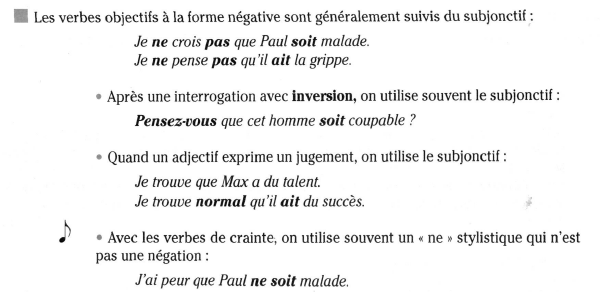 Les verbes objectifs à la forme négative sont généralement suivis du subjonctif :
Je ne crois pas que Paul soit malade.
Je ne pense pas qu'il ait la grippe.
• Après une interrogation avec inversion, on utilise souvent le subjonctif :
Pensez-vous que cet homme soit coupable ?
• Quand un adjectif exprime un jugement, on utilise le subjonctif :
Je trouve que Max a du talent.
Je trouve normal qu'il ait du succès.
• Avec les verbes de crainte, on utilise souvent un « ne » stylistique qui n'est
pas une négation :
J'ai peur que Paul ne soit malade.